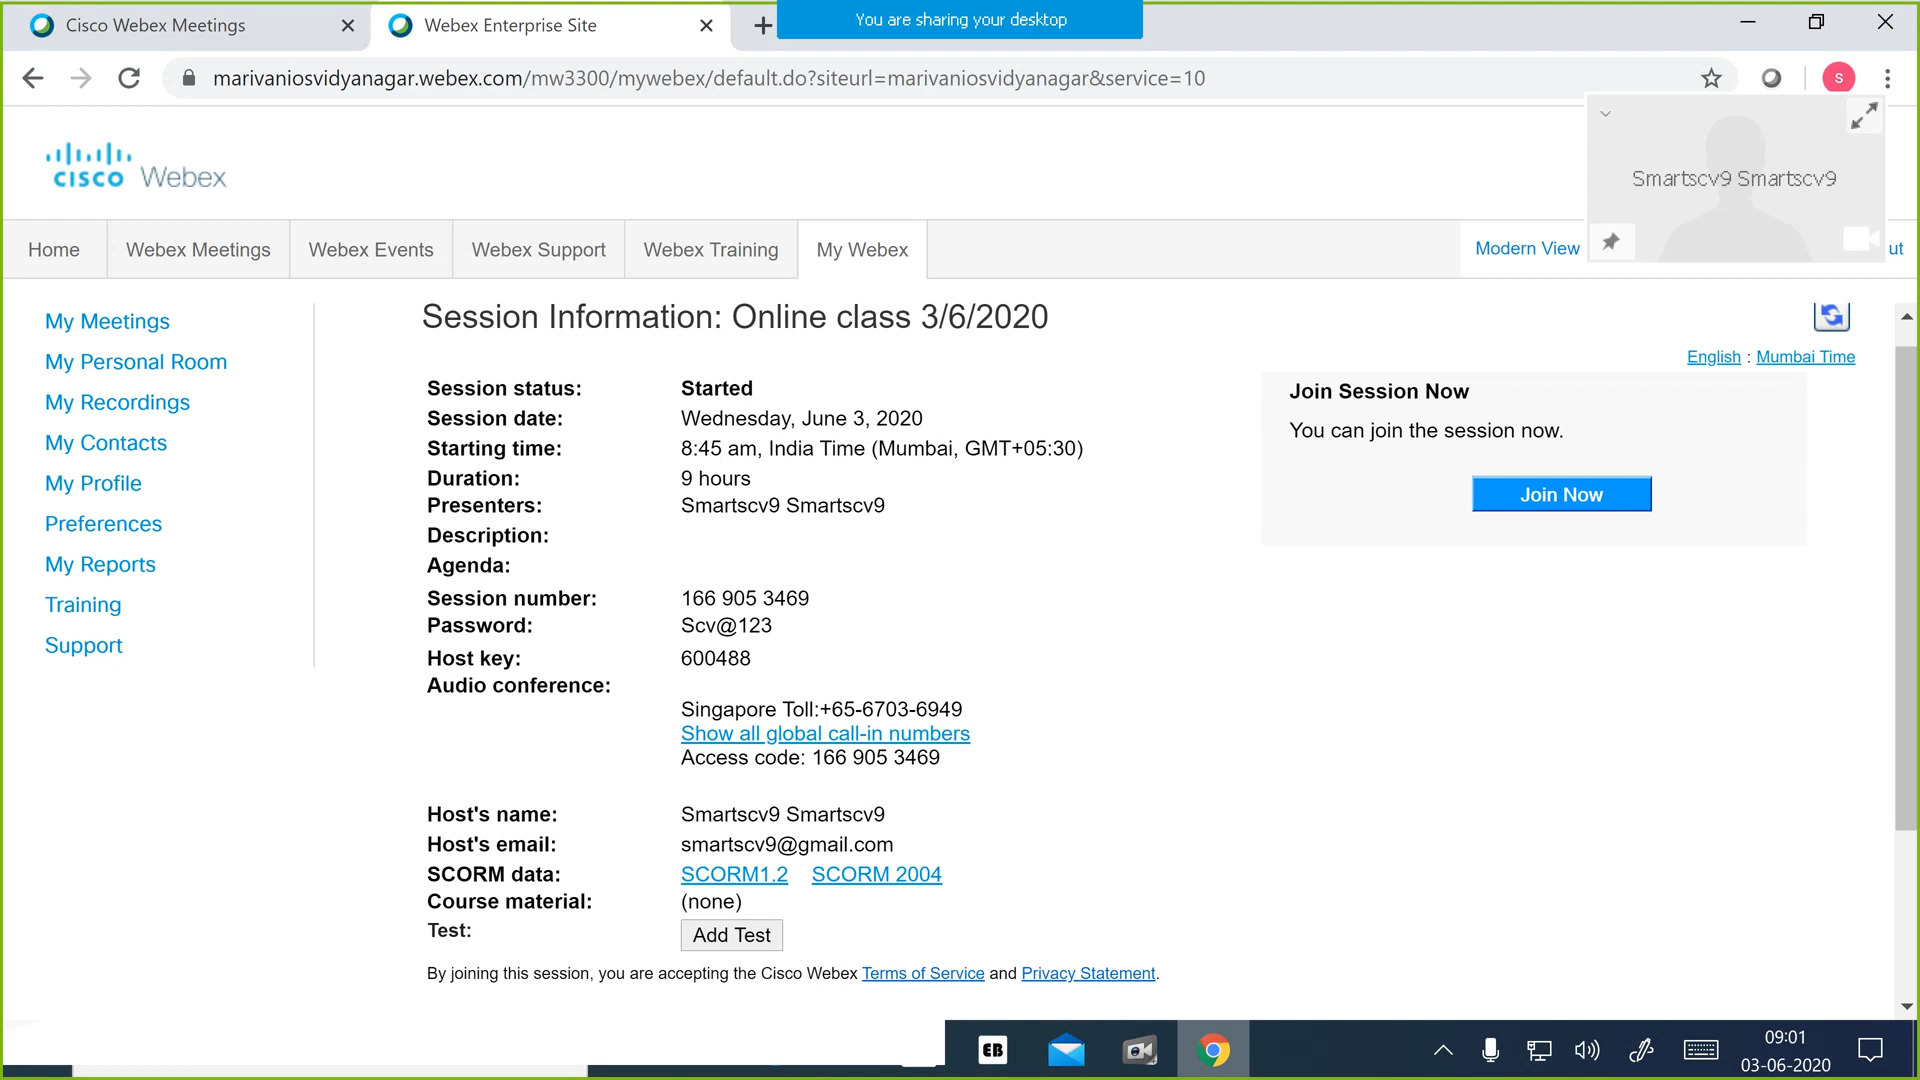 Cisco Webex Meetings
Webex Enterprise Site
You are sharing your desktop
marivaniosvidyanagar.webex.com/mw3300/mywebex/default.do?siteurl=marivaniosvidyanagar&service=10
S
CISCO Webex
Smartscv9 Smartscv9
Home
Webex Meetings
Webex Events
Webex Support
Webex Training
My Webex
Modern View
ut
My Meetings
My Personal Room
My Recordings
My Contacts
My Profile
Preferences
My Reports
Training
Support
Session Information: Online class 3/6/2020
English : Mumbai Time
Session status: Started
Session date: Wednesday, June 3, 2020
Starting time: 8:45 am, India Time (Mumbai, GMT+05:30)
Duration: 9 hours
Presenters: Smartscv9 Smartscv9
Description:
Agenda:
Session number: 166 905 3469
Password: Scv@123
Host key: 600488
Audio conference:
Singapore Toll:+65-6703-6949
Show all global call-in numbers
Access code: 166 905 3469
Host's name: Smartscv9 Smartscv9
Host's email: smartscv9@gmail.com
SCORM data: SCORM1.2 SCORM 2004
Course material: (none)
Test: Add Test
By joining this session, you are accepting the Cisco Webex Terms of Service and Privacy Statement.
Join Session Now
You can join the session now.
Join Now
EB
09:01
03-06-2020